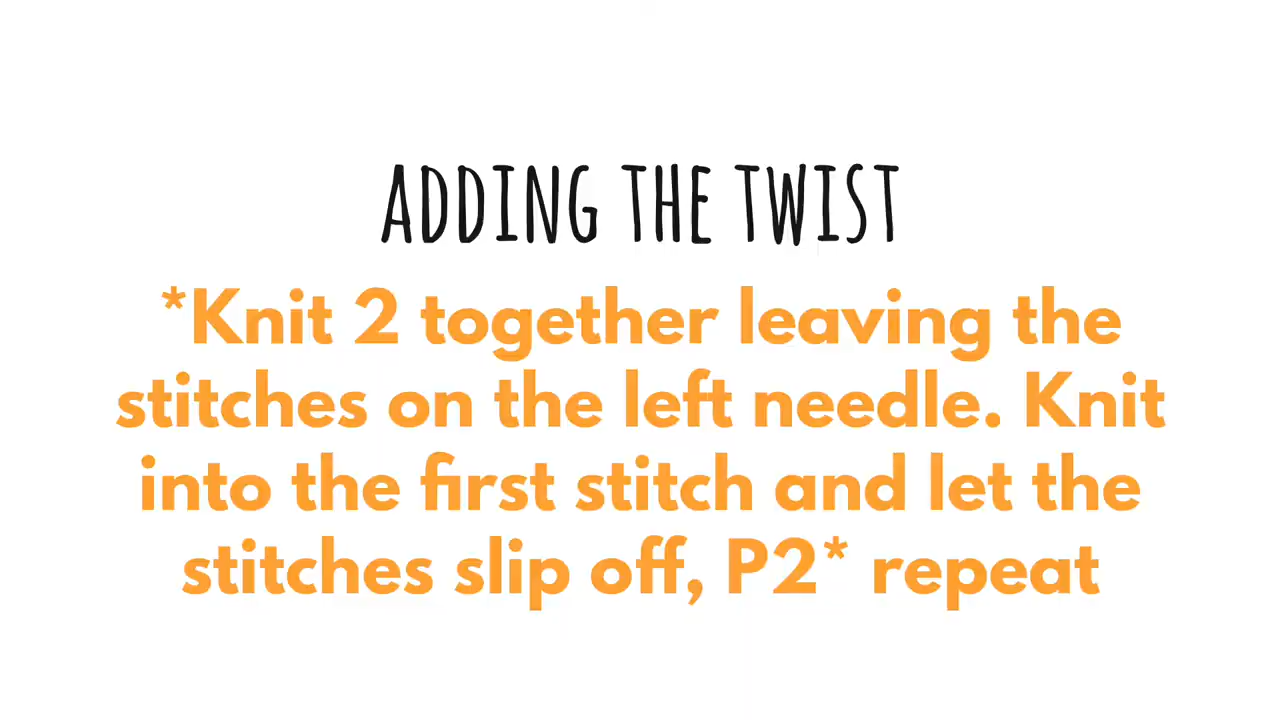 ADDING THE TWIST
*Knit 2 together leaving the
stitches on the left needle. Knit
into the first stitch and let the
stitches slip off, P2* repeat